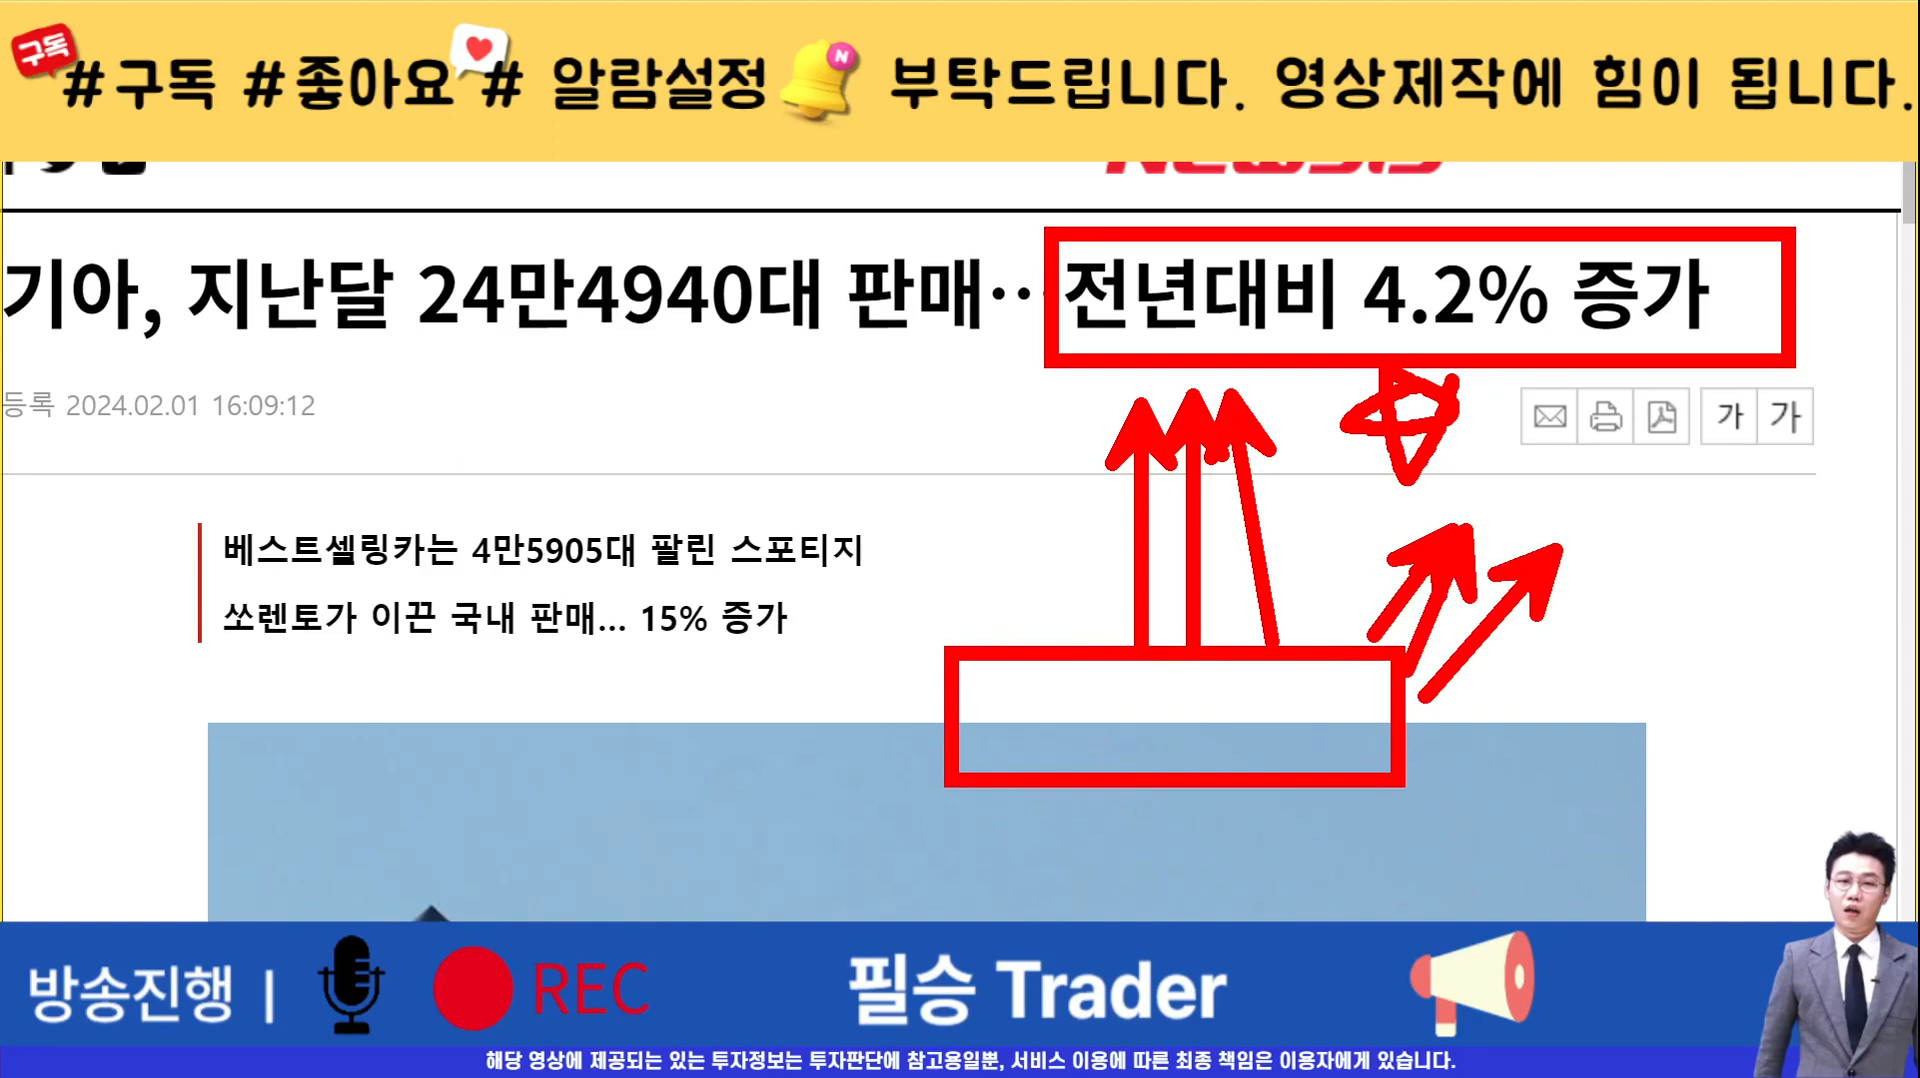 구독
#구독 #좋아요 # 알람설정 N 부탁드립니다. 영상제작에 힘이 됩니다.
기아, 지난달 24만4940대 판매… 전년대비 4.2% 증가
등록 2024.02.01 16:09:12
가 가
베스트셀링카는 4만5905대 팔린 스포티지
쏘렌토가 이끈 국내 판매... 15% 증가
방송진행 | REC 필승 Trader
해당 영상에 제공되는 있는 투자정보는 투자판단에 참고용일뿐, 서비스 이용에 따른 최종 책임은 이용자에게 있습니다.